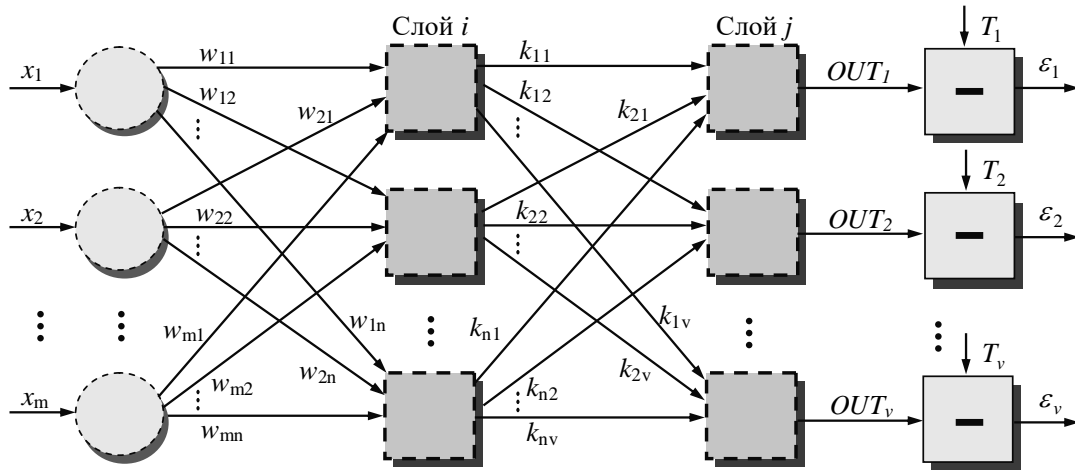 Слой i
Слой j
T1
x1
w11
k11
OUT1
ε1
w12
w21
k12
k21
T2
x2
w22
k22
OUT2
ε2
wm1
w1n
kn1
k1v
Tv
wm2
w2n
kn2
k2v
xm
wmn
knv
OUTv
εv